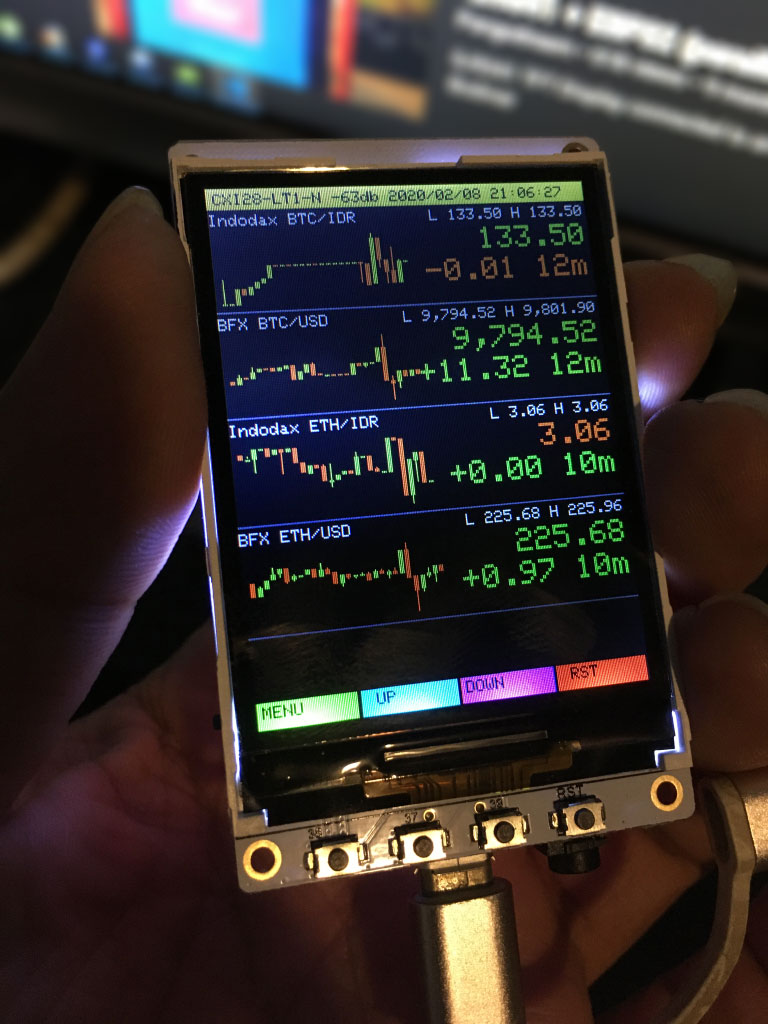 CX128-LT1-N -63db 2020/02/08 21:06:27
Indodax BTC/IDR L 133.50 H 133.50
133.50
-0.01 12m
BFX BTC/USD L 9,794.52 H 9,801.90
9,794.52
+11.32 12m
Indodax ETH/IDR L 3.06 H 3.06
3.06
+0.00 10m
BFX ETH/USD L 225.68 H 225.96
225.68
+0.97 10m
MENU UP DOWN RST
37 38 RST